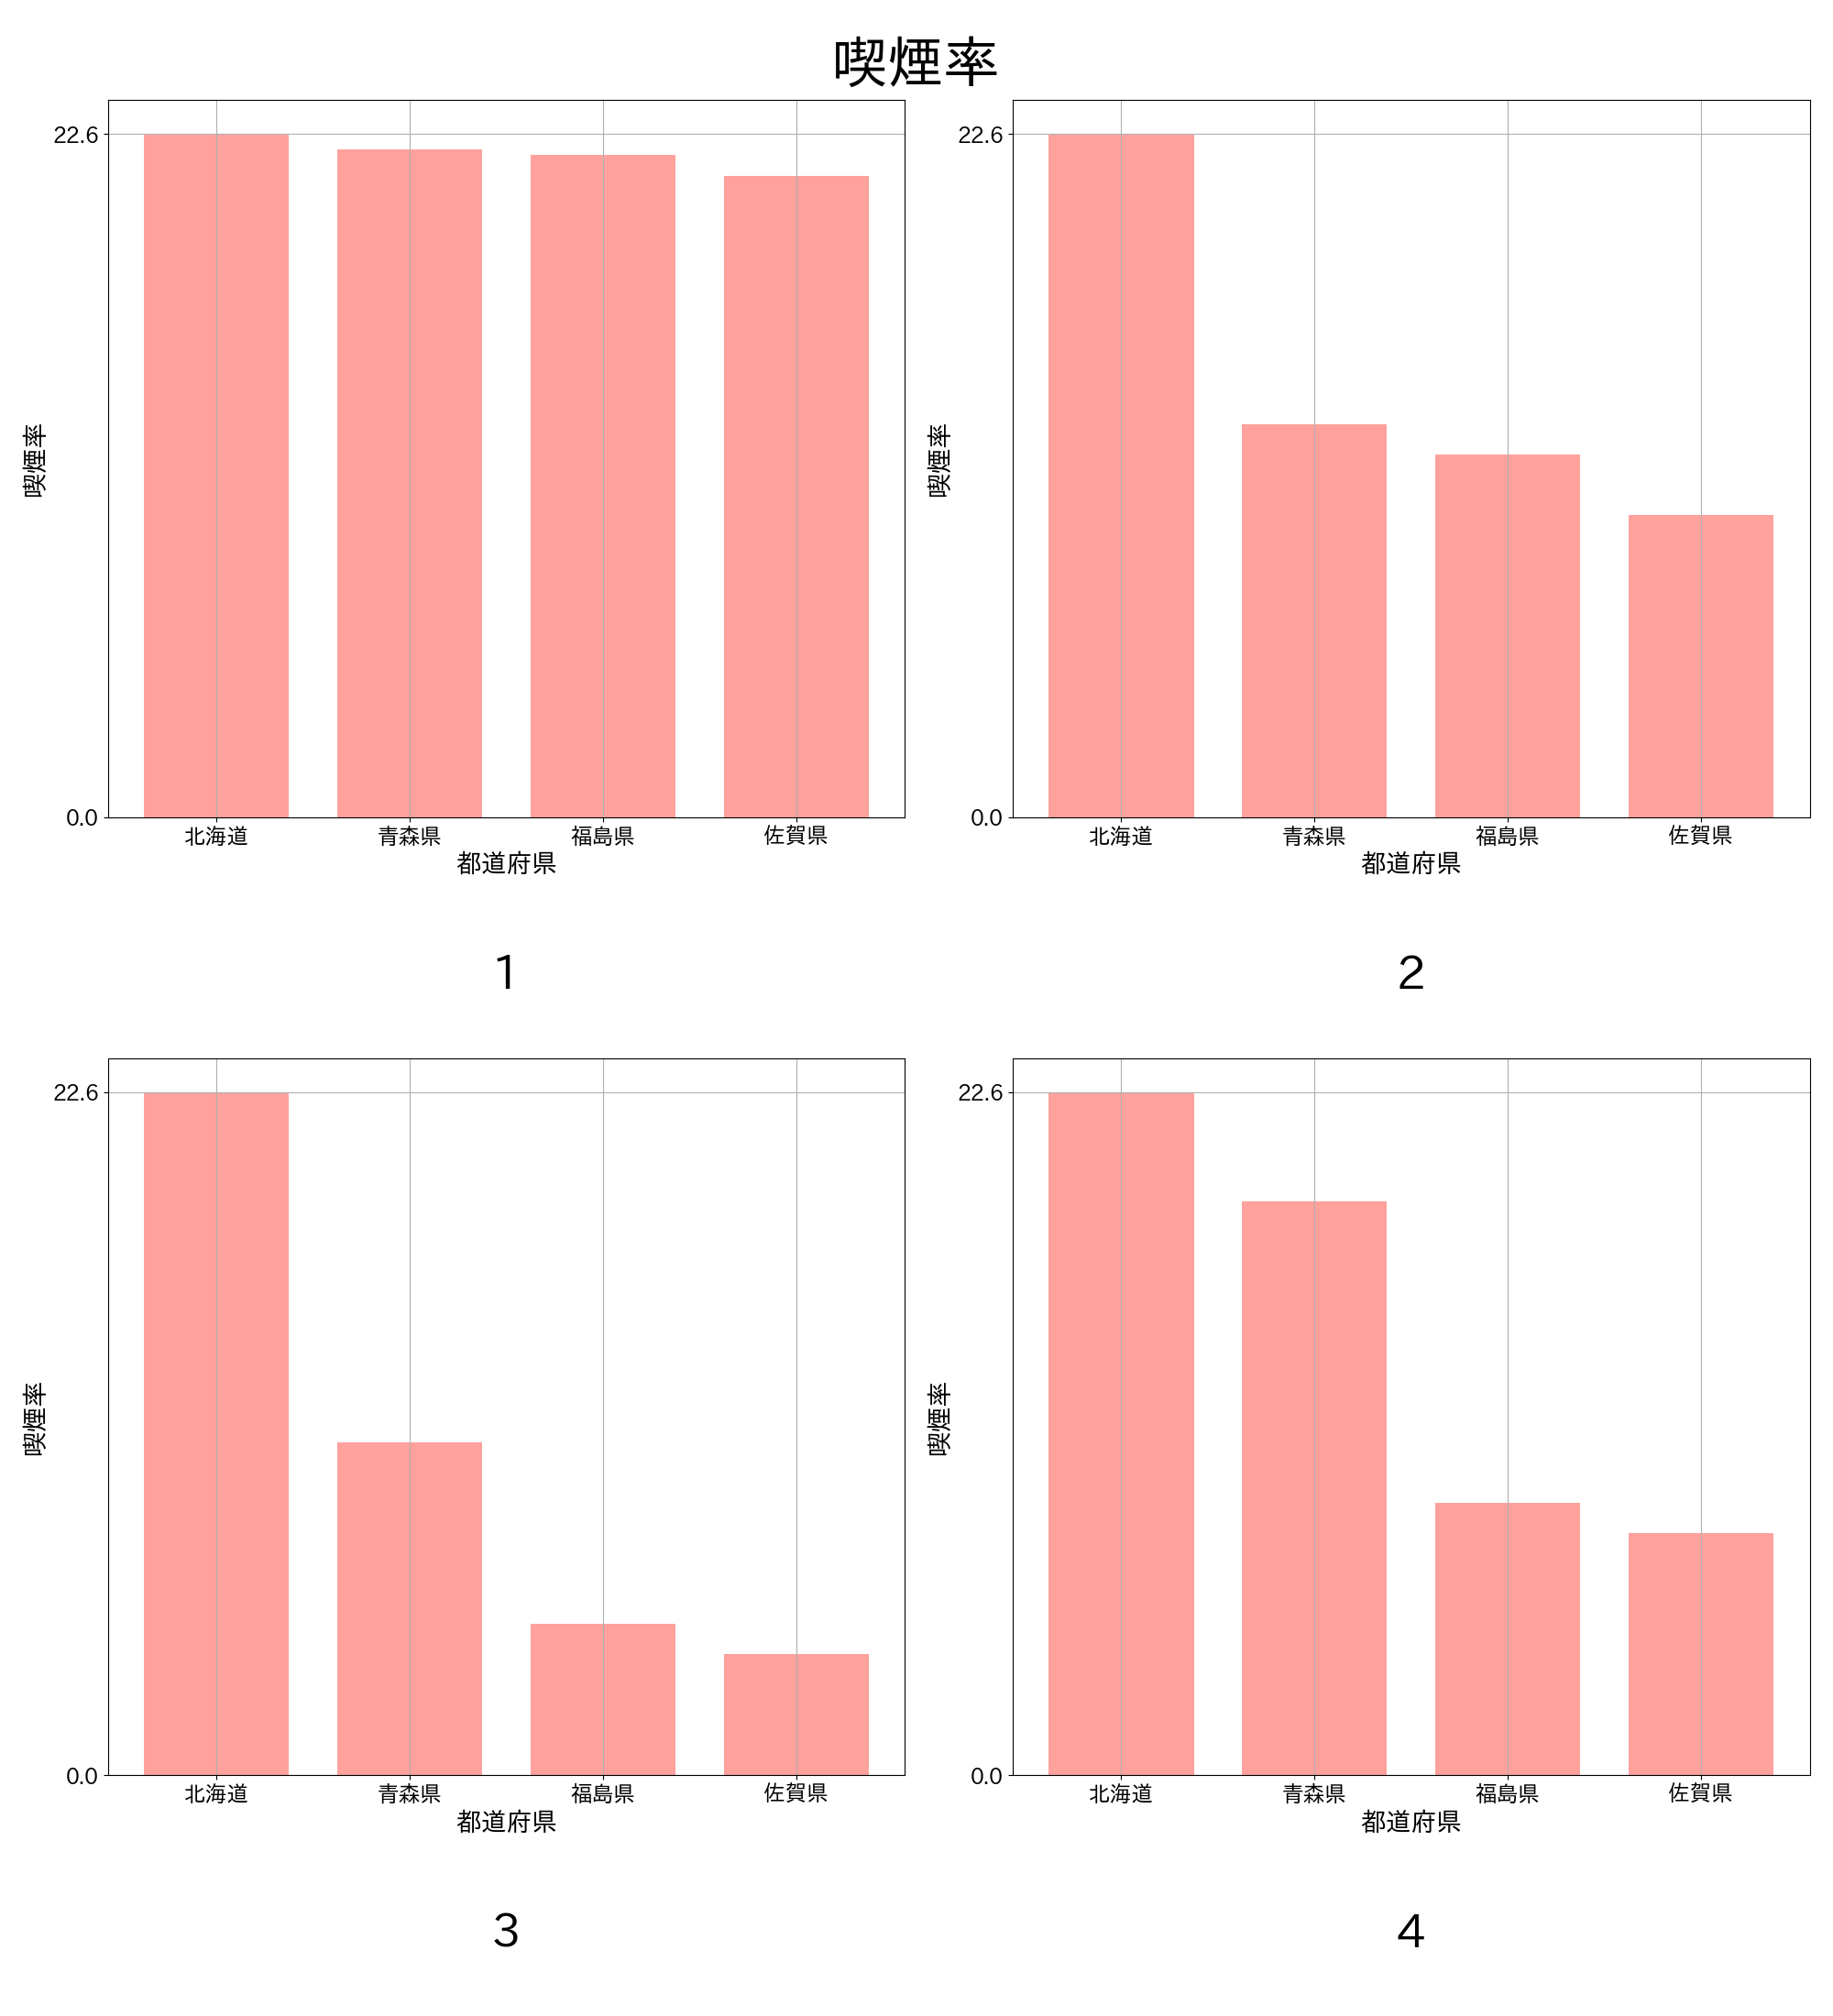 喫煙率
22.6
0.0
喫煙率
北海道 青森県 福島県 佐賀県
都道府県
1
22.6
0.0
喫煙率
北海道 青森県 福島県 佐賀県
都道府県
2
22.6
0.0
喫煙率
北海道 青森県 福島県 佐賀県
都道府県
3
22.6
0.0
喫煙率
北海道 青森県 福島県 佐賀県
都道府県
4